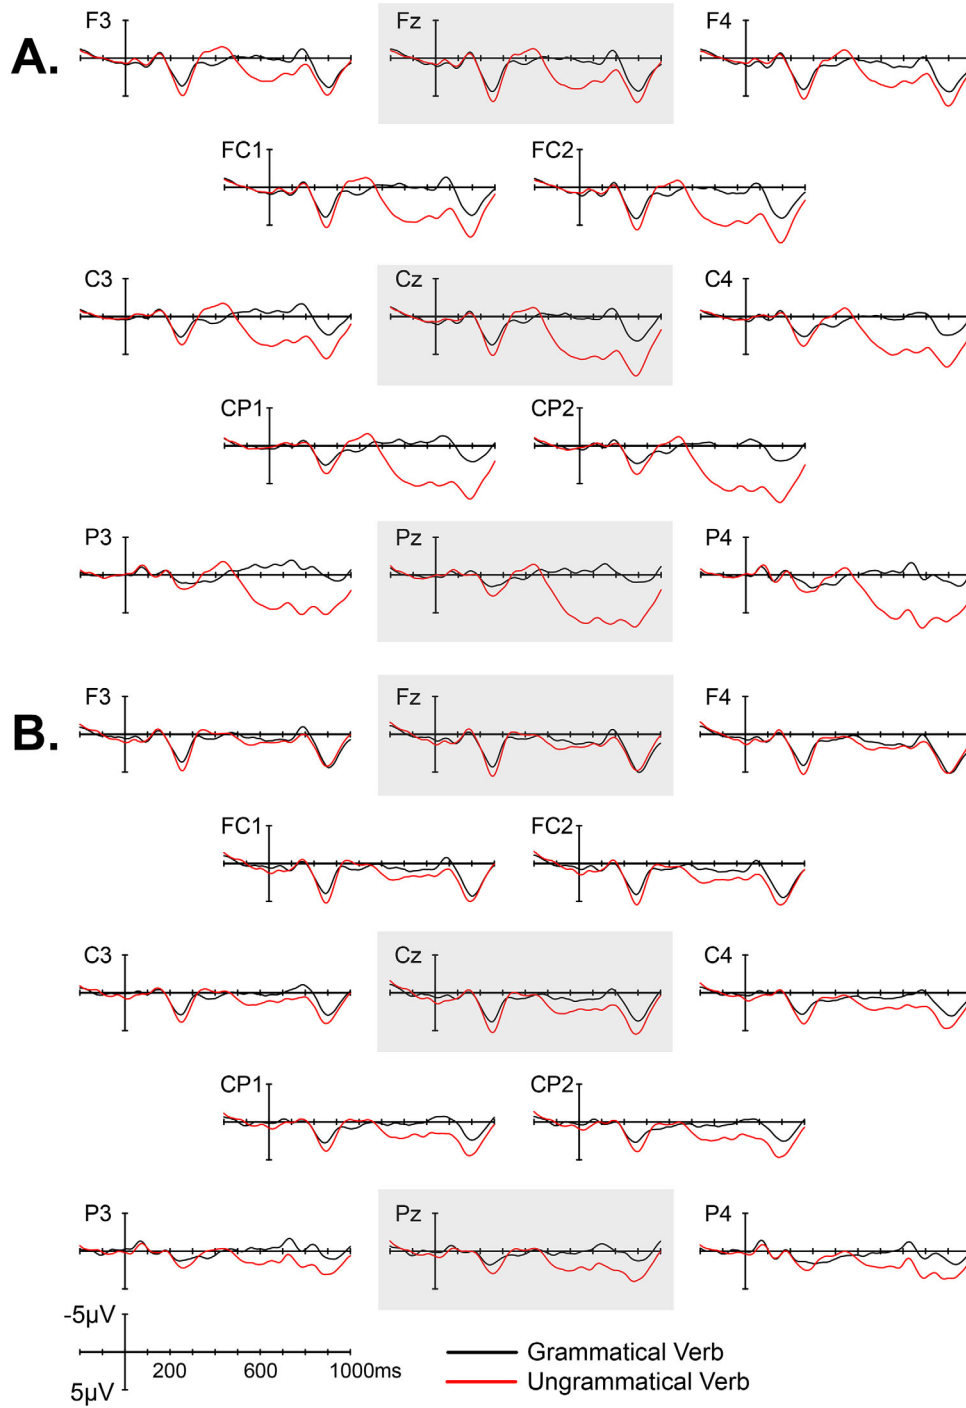 A.
F3 Fz F4
FC1 FC2
C3 Cz C4
CP1 CP2
P3 Pz P4
B.
F3 Fz F4
FC1 FC2
C3 Cz C4
CP1 CP2
P3 Pz P4
-5µV
200 600 1000ms
5µV
Grammatical Verb
Ungrammatical Verb